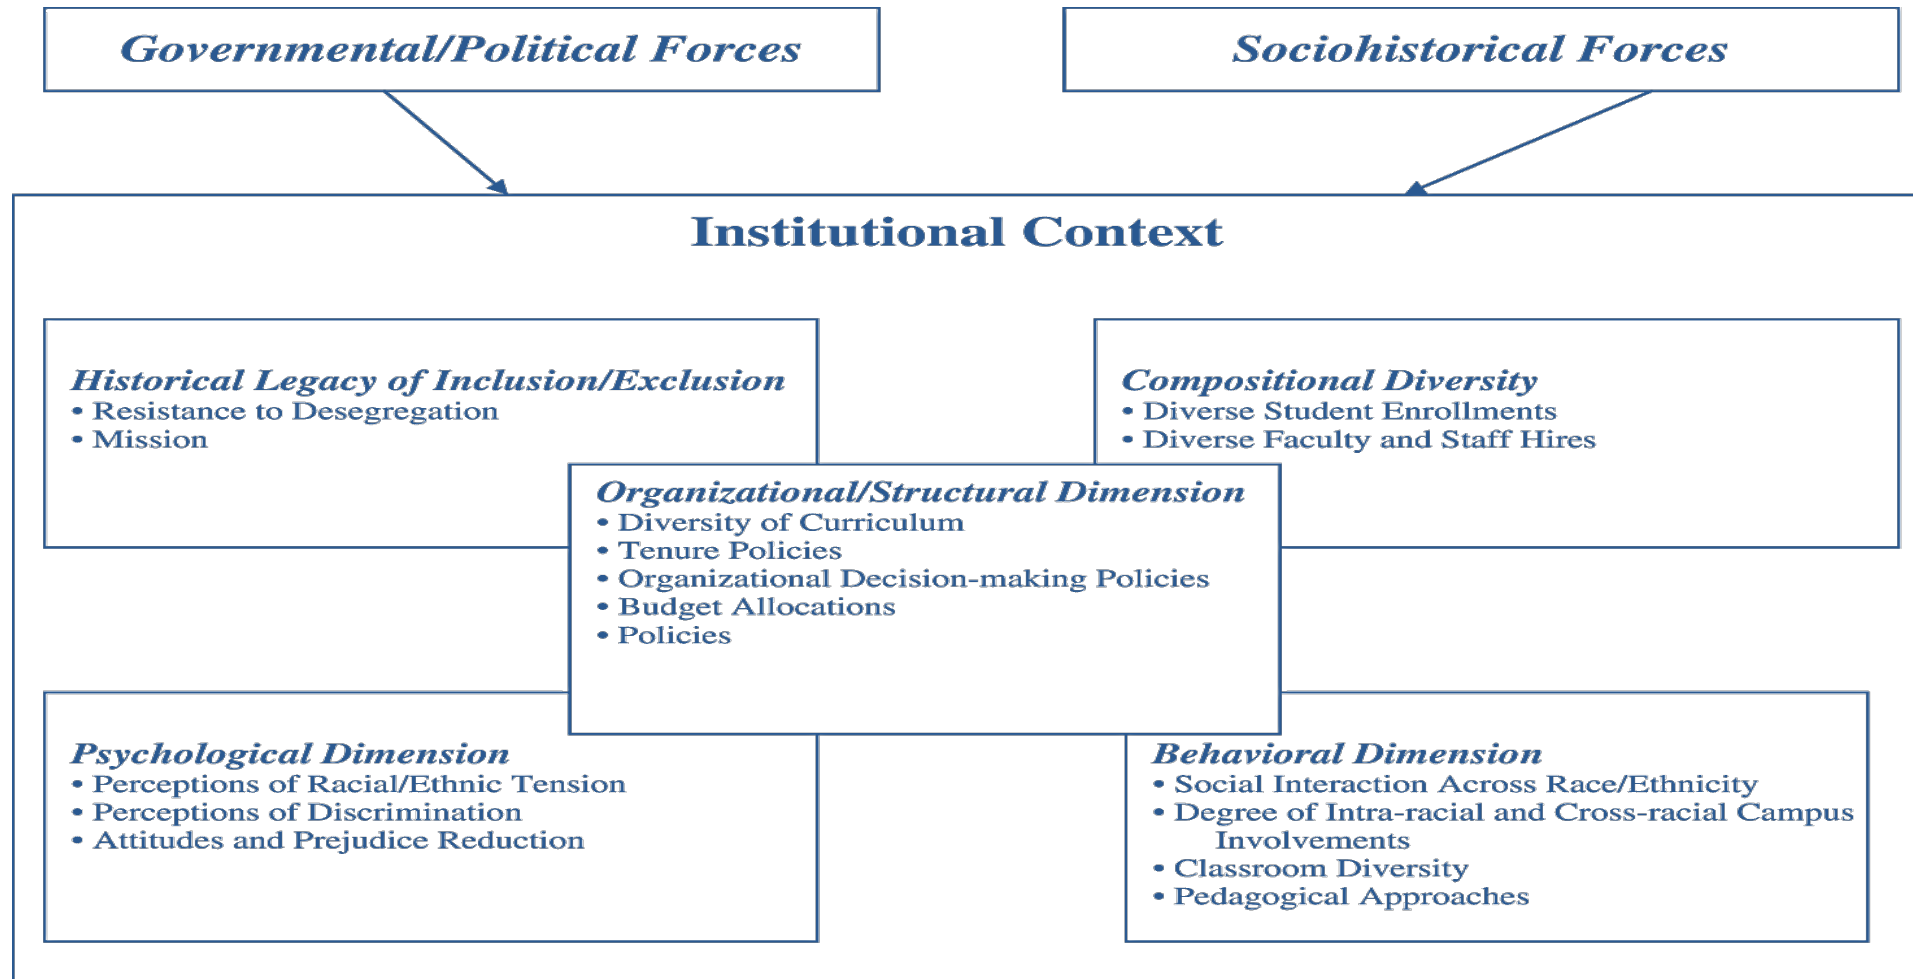 Governmental/Political Forces
Sociohistorical Forces
Institutional Context
Historical Legacy of Inclusion/Exclusion
• Resistance to Desegregation
• Mission
Compositional Diversity
• Diverse Student Enrollments
• Diverse Faculty and Staff Hires
Organizational/Structural Dimension
• Diversity of Curriculum
• Tenure Policies
• Organizational Decision-making Policies
• Budget Allocations
• Policies
Psychological Dimension
• Perceptions of Racial/Ethnic Tension
• Perceptions of Discrimination
• Attitudes and Prejudice Reduction
Behavioral Dimension
• Social Interaction Across Race/Ethnicity
• Degree of Intra-racial and Cross-racial Campus
Involvements
• Classroom Diversity
• Pedagogical Approaches